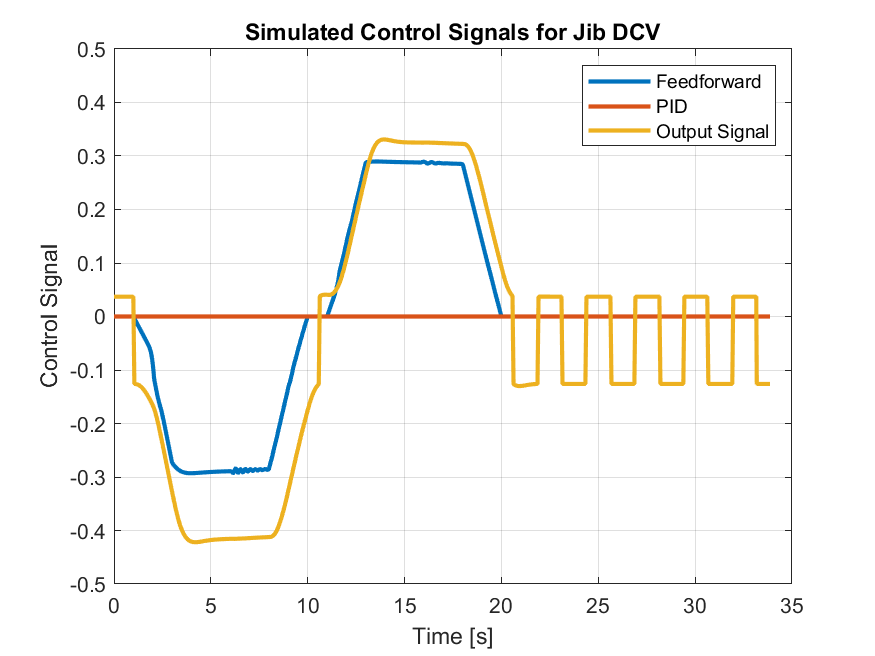 Simulated Control Signals for Jib DCV
Feedforward
PID
Output Signal
Control Signal
0.5
0.4
0.3
0.2
0.1
0
-0.1
-0.2
-0.3
-0.4
-0.5
0 5 10 15 20 25 30 35
Time [s]